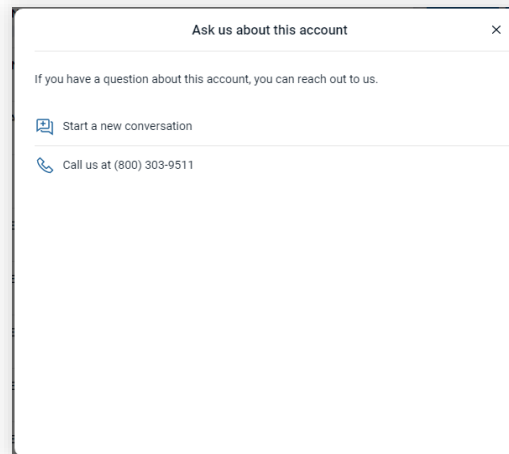 Ask us about this account
If you have a question about this account, you can reach out to us.
Start a new conversation
Call us at (800) 303-9511